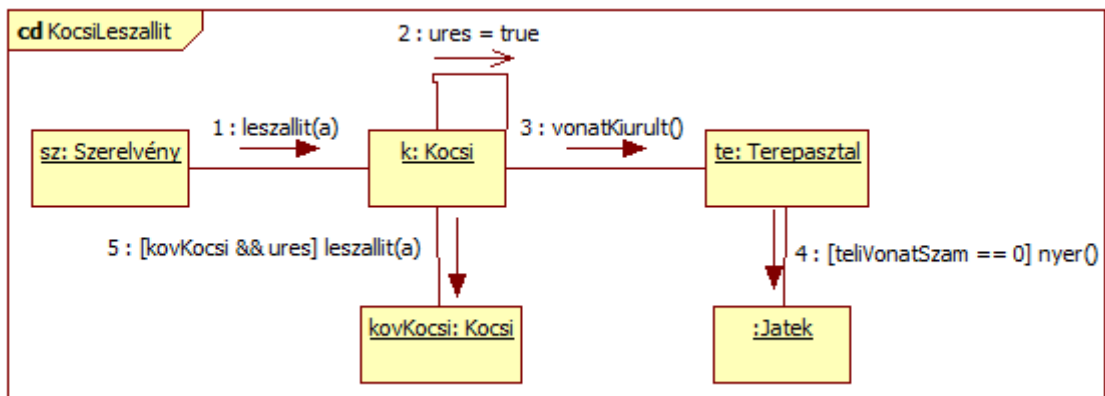 cd KocsiLeszallit
2 : ures = true
1 : leszallit(a)
3 : vonatKiurult()
sz: Szerelvény
k: Kocsi
te: Terepasztal
5 : [kovKocsi && ures] leszallit(a)
4 : [teliVonatSzam == 0] nyer()
kovKocsi: Kocsi
:Jatek